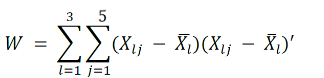 W = ∑_{l=1}^{3} ∑_{j=1}^{5} (X_{lj} − X̄_l)(X_{lj} − X̄_l)′